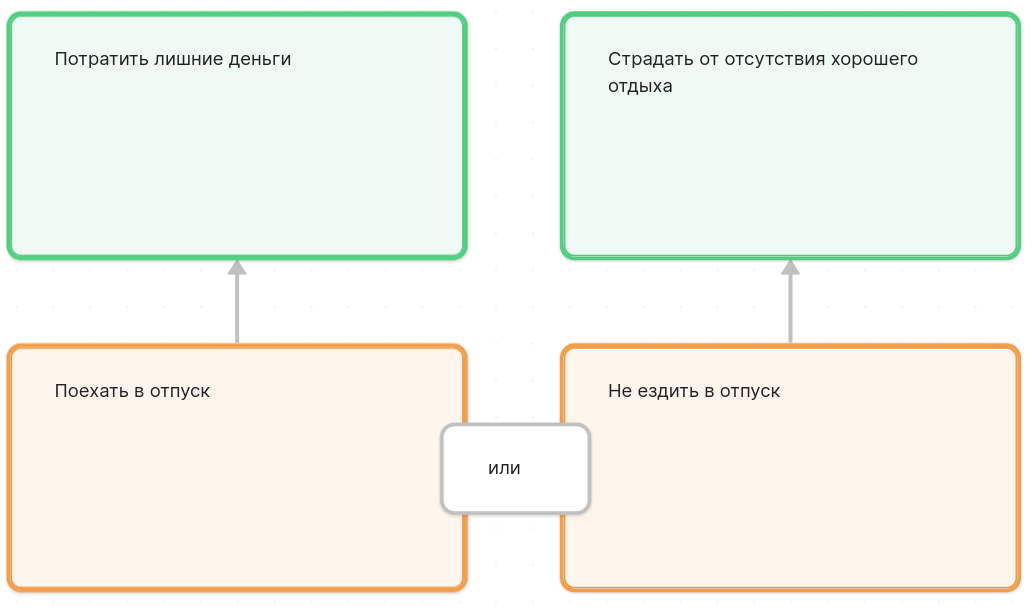 Потратить лишние деньги
Страдать от отсутствия хорошего
отдыха
Поехать в отпуск
Не ездить в отпуск
или